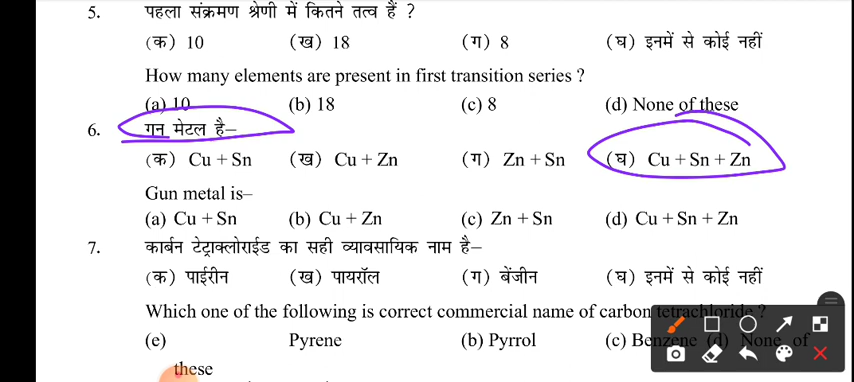 5. पहला संक्रमण श्रेणी में कितने तत्व हैं ?
(क) 10 (ख) 18 (ग) 8 (घ) इनमें से कोई नहीं
How many elements are present in first transition series ?
(a) 10 (b) 18 (c) 8 (d) None of these
6. गन मेटल है–
(क) Cu + Sn (ख) Cu + Zn (ग) Zn + Sn (घ) Cu + Sn + Zn
Gun metal is–
(a) Cu + Sn (b) Cu + Zn (c) Zn + Sn (d) Cu + Sn + Zn
7. कार्बन टेट्राक्लोराईड का सही व्यावसायिक नाम है–
(क) पाईरीन (ख) पायरॉल (ग) बेंजीन (घ) इनमें से कोई नहीं
Which one of the following is correct commercial name of carbon tetrachloride ?
(e) Pyrene (b) Pyrrol (c) Benzene (d) None of
these